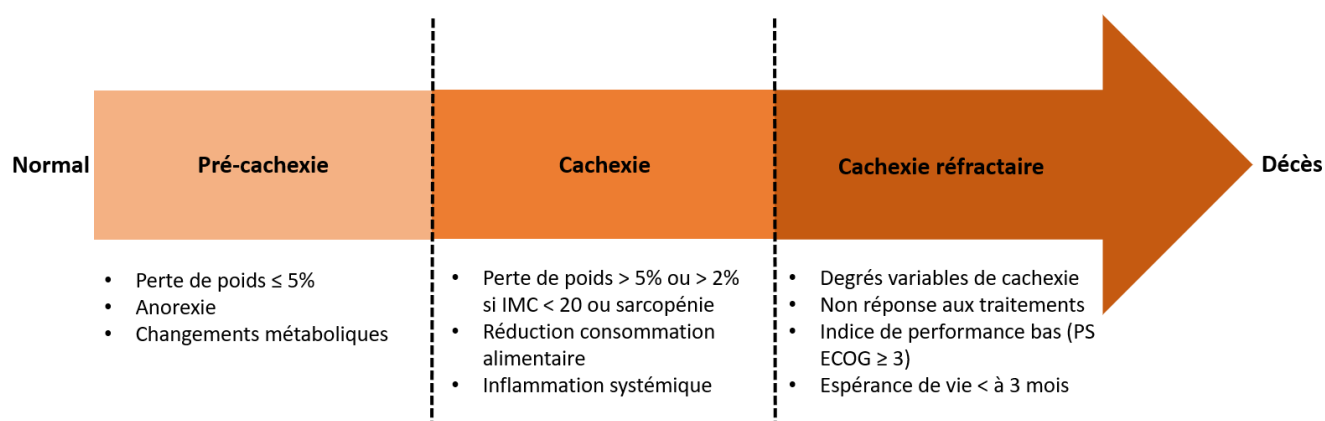 Normal
Pré-cachexie
Cachexie
Cachexie réfractaire
Décès
• Perte de poids ≤ 5%
• Anorexie
• Changements métaboliques
• Perte de poids > 5% ou > 2%
si IMC < 20 ou sarcopénie
• Réduction consommation
alimentaire
• Inflammation systémique
• Degrés variables de cachexie
• Non réponse aux traitements
• Indice de performance bas (PS
ECOG ≥ 3)
• Espérance de vie < à 3 mois